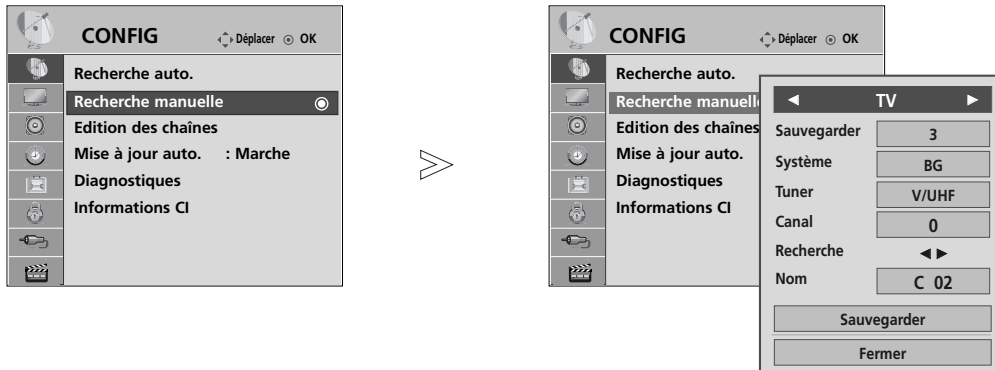 CONFIG Déplacer OK
Recherche auto.
Recherche manuelle
Edition des chaînes
Mise à jour auto. : Marche
Diagnostiques
Informations CI
CONFIG Déplacer OK
Recherche auto.
Recherche manuelle
Edition des chaînes
Mise à jour auto.
Diagnostiques
Informations CI
TV
Sauvegarder 3
Système BG
Tuner V/UHF
Canal 0
Recherche
Nom C 02
Sauvegarder
Fermer